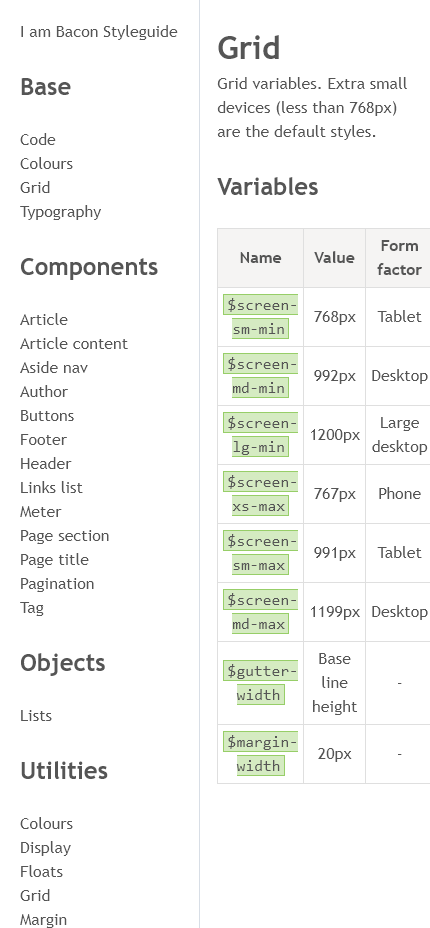 I am Bacon Styleguide
Base
Code
Colours
Grid
Typography
Components
Article
Article content
Aside nav
Author
Buttons
Footer
Header
Links list
Meter
Page section
Page title
Pagination
Tag
Objects
Lists
Utilities
Colours
Display
Floats
Grid
Margin
Grid
Grid variables. Extra small
devices (less than 768px)
are the default styles.
Variables
Name Value Form
factor
$screen-
sm-min 768px Tablet
$screen-
md-min 992px Desktop
$screen-
lg-min 1200px Large
desktop
$screen-
xs-max 767px Phone
$screen-
sm-max 991px Tablet
$screen-
md-max 1199px Desktop
$gutter-
width Base
line
height -
$margin-
width 20px -